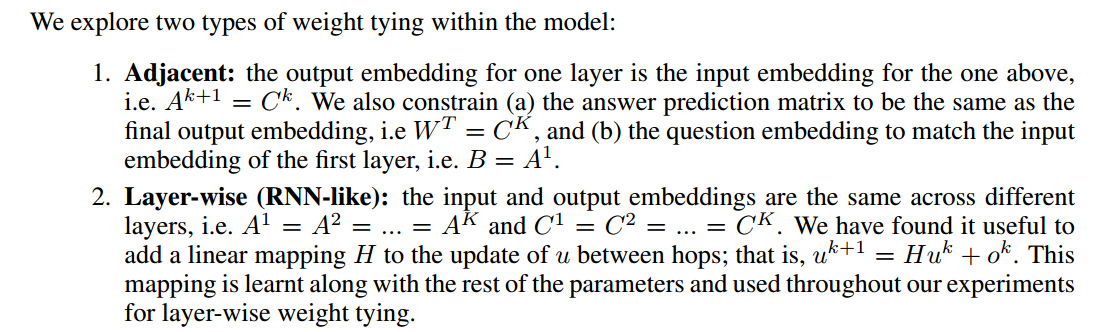 We explore two types of weight tying within the model:
1. Adjacent: the output embedding for one layer is the input embedding for the one above,
i.e. A^{k+1} = C^k. We also constrain (a) the answer prediction matrix to be the same as the
final output embedding, i.e W^T = C^K, and (b) the question embedding to match the input
embedding of the first layer, i.e. B = A^1.
2. Layer-wise (RNN-like): the input and output embeddings are the same across different
layers, i.e. A^1 = A^2 = ... = A^K and C^1 = C^2 = ... = C^K. We have found it useful to
add a linear mapping H to the update of u between hops; that is, u^{k+1} = Hu^k + o^k. This
mapping is learnt along with the rest of the parameters and used throughout our experiments
for layer-wise weight tying.